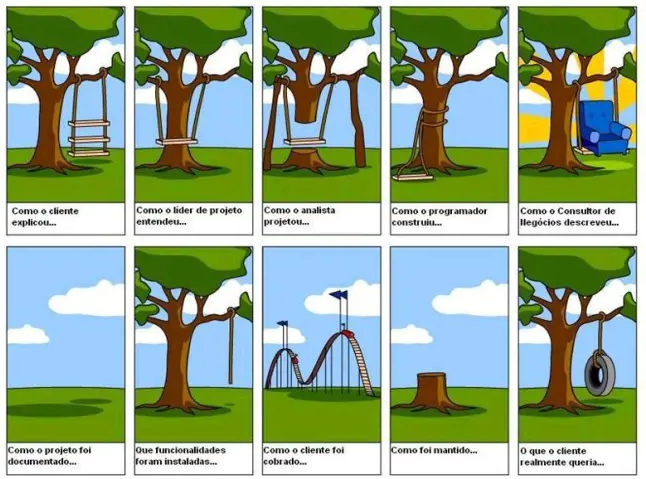 Como o cliente
explicou...
Como o líder de projeto
entendeu...
Como o analista
projetou...
Como o programador
construiu...
Como o Consultor de
Negócios descreveu...
Como o projeto foi
documentado...
Que funcionalidades
foram instaladas...
Como o cliente foi
cobrado...
Como foi mantido...
O que o cliente
realmente queria...